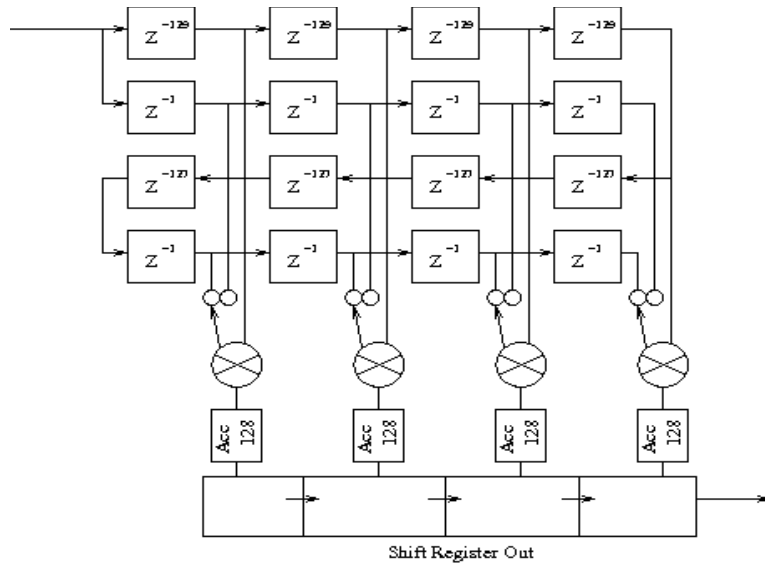 z^-129 z^-129 z^-129 z^-129
z^-1 z^-1 z^-1 z^-1
z^-127 z^-127 z^-127 z^-127
z^-1 z^-1 z^-1 z^-1
Acc 128 Acc 128 Acc 128 Acc 128
Shift Register Out